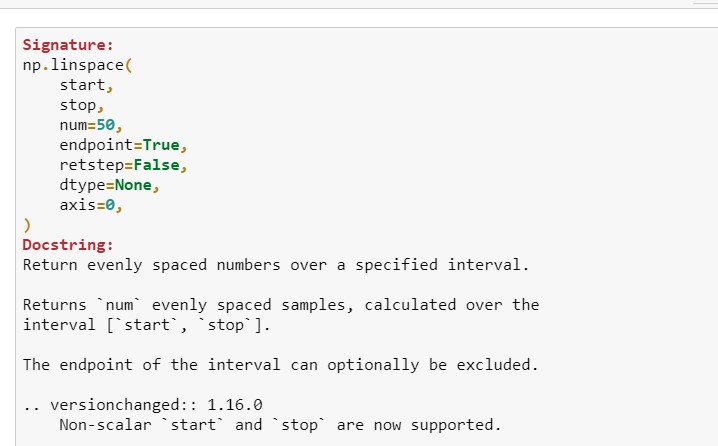 Signature:
np.linspace(
    start,
    stop,
    num=50,
    endpoint=True,
    retstep=False,
    dtype=None,
    axis=0,
)
Docstring:
Return evenly spaced numbers over a specified interval.
Returns `num` evenly spaced samples, calculated over the
interval [`start`, `stop`].
The endpoint of the interval can optionally be excluded.
.. versionchanged:: 1.16.0
    Non-scalar `start` and `stop` are now supported.